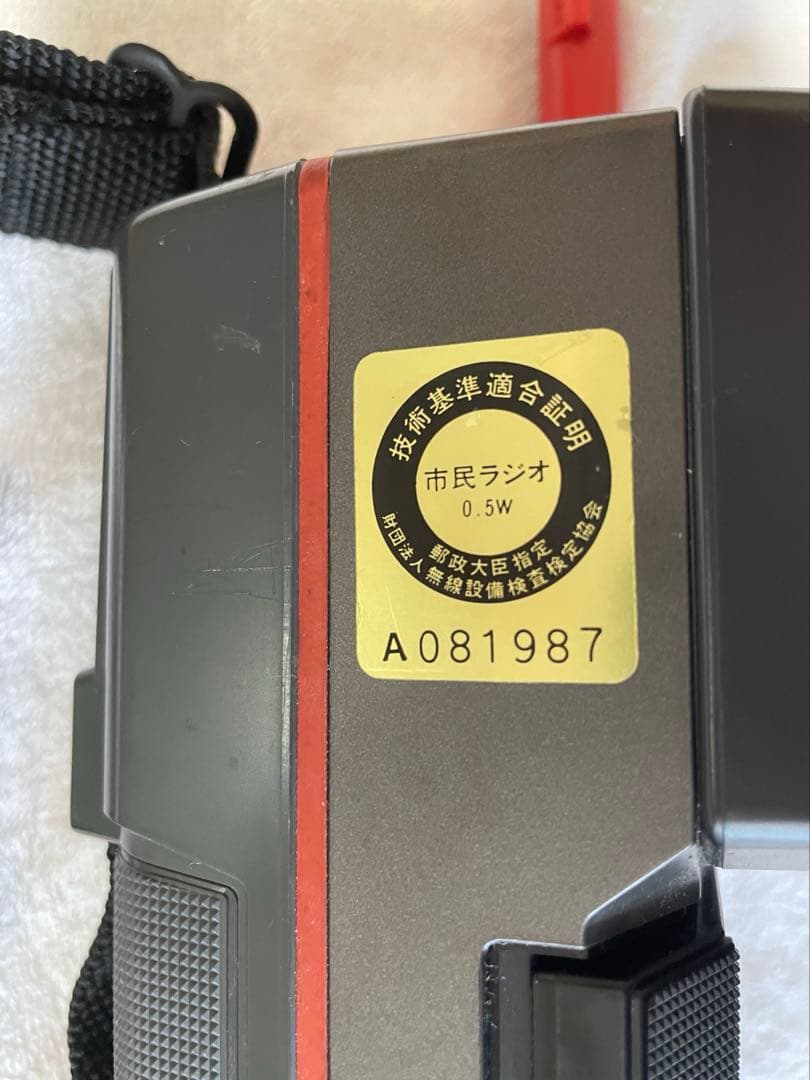 技術基準適合証明
市民ラジオ
0.5W
郵政大臣指定
財団法人無線設備検査検定協会
A081987